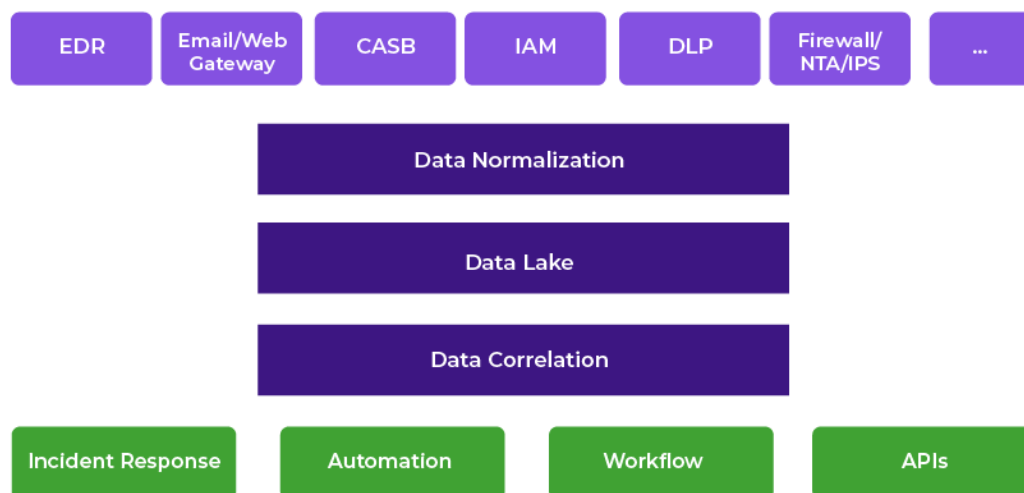 EDR
Email/Web
Gateway
CASB
IAM
DLP
Firewall/
NTA/IPS
...
Data Normalization
Data Lake
Data Correlation
Incident Response
Automation
Workflow
APIs